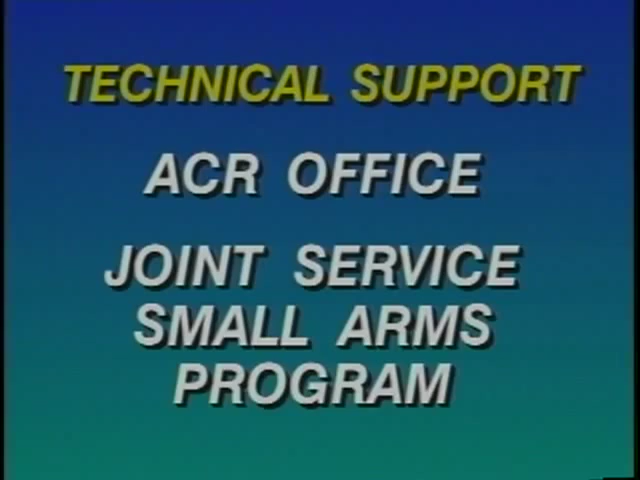 TECHNICAL SUPPORT
ACR OFFICE
JOINT SERVICE
SMALL ARMS
PROGRAM